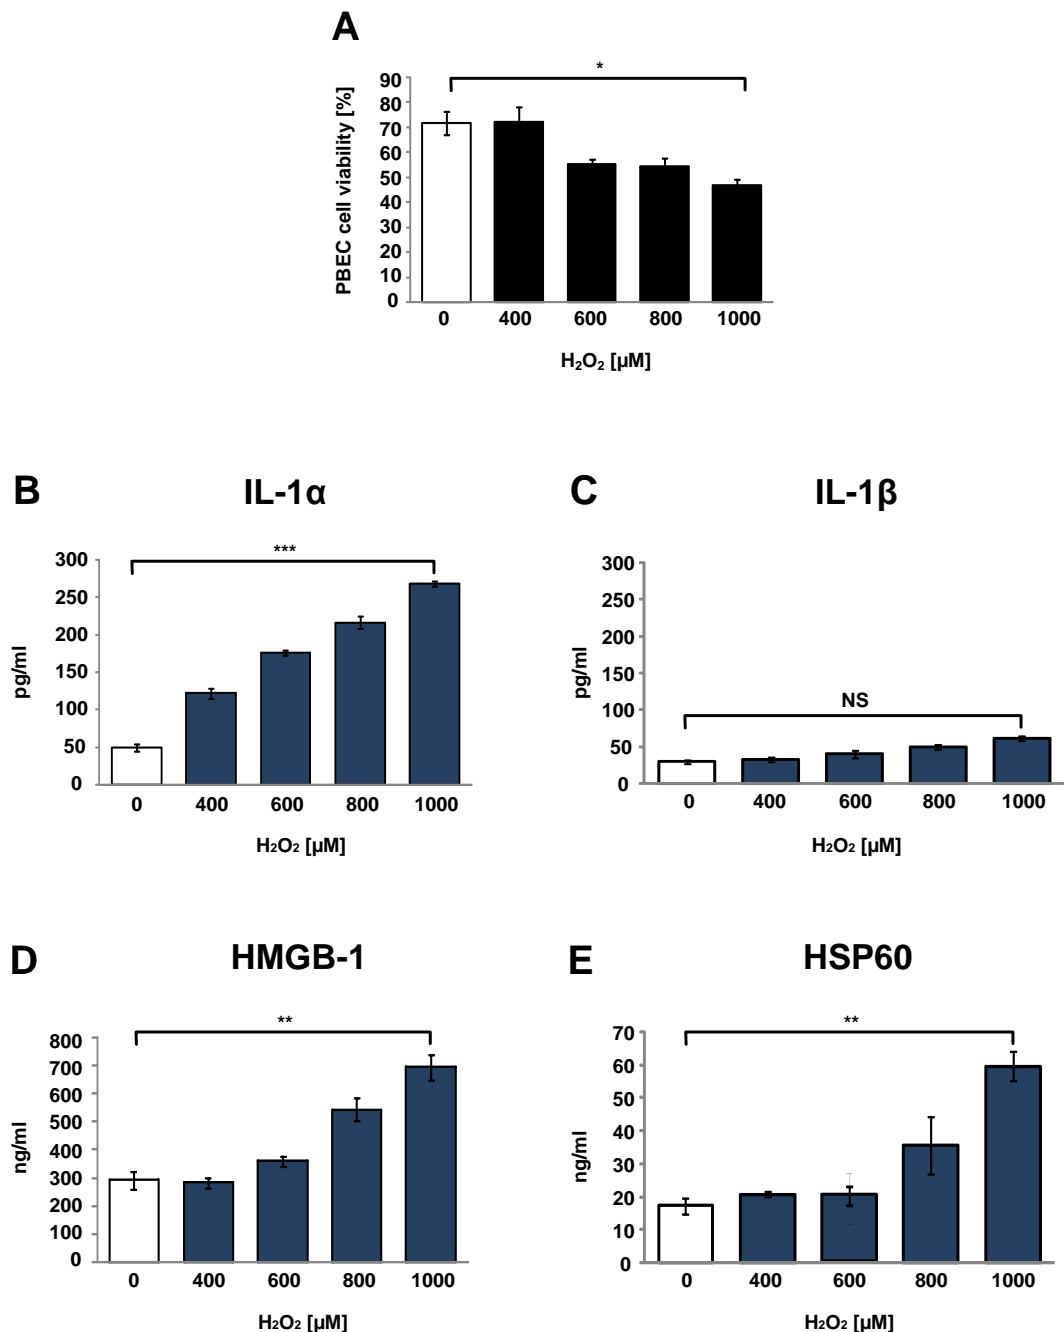 A
*
PBEC cell viability [%]
90
80
70
60
50
40
30
20
10
0
0 400 600 800 1000
H₂O₂ [µM]
B IL-1α
***
pg/ml
300
250
200
150
100
50
0
0 400 600 800 1000
H₂O₂ [µM]
C IL-1β
NS
pg/ml
300
250
200
150
100
50
0
0 400 600 800 1000
H₂O₂ [µM]
D HMGB-1
**
ng/ml
800
700
600
500
400
300
200
100
0
0 400 600 800 1000
H₂O₂ [µM]
E HSP60
**
ng/ml
70
60
50
40
30
20
10
0
0 400 600 800 1000
H₂O₂ [µM]